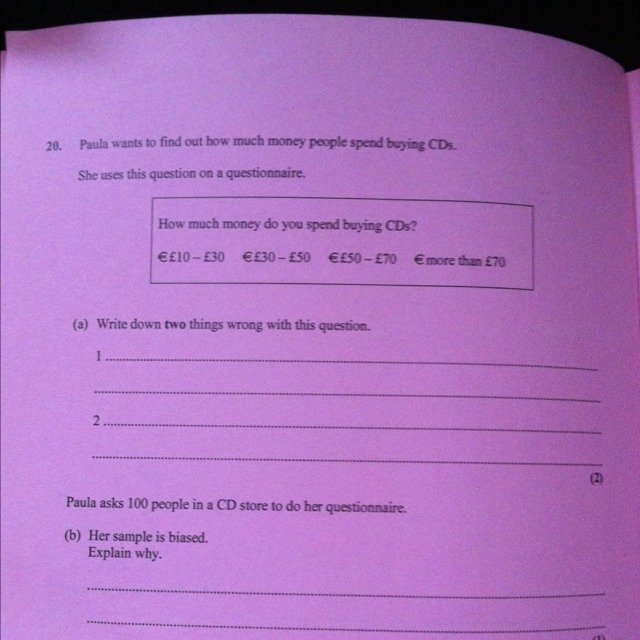 20. Paula wants to find out how much money people spend buying CDs.
She uses this question on a questionnaire.
How much money do you spend buying CDs?
€£10 – £30 €£30 – £50 €£50 – £70 €more than £70
(a) Write down two things wrong with this question.
1
2
(2)
Paula asks 100 people in a CD store to do her questionnaire.
(b) Her sample is biased.
Explain why.